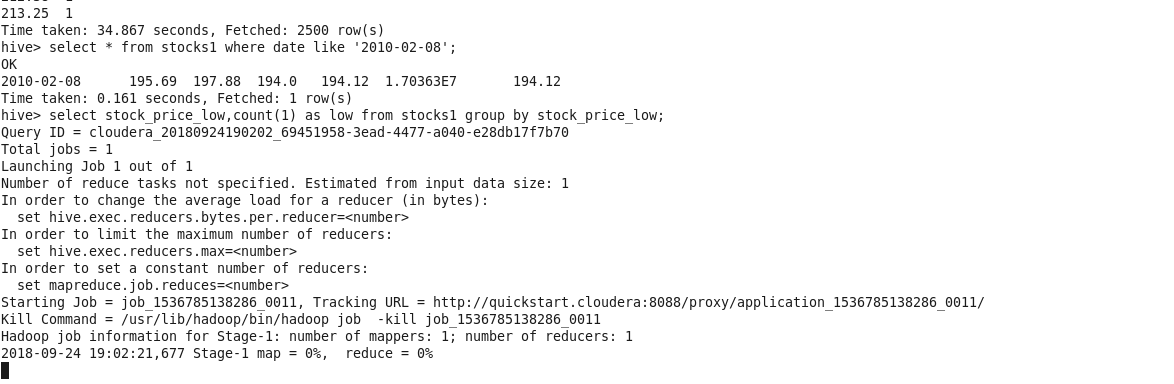 213.25  1
Time taken: 34.867 seconds, Fetched: 2500 row(s)
hive> select * from stocks1 where date like '2010-02-08';
OK
2010-02-08      195.69  197.88  194.0   194.12  1.70363E7       194.12
Time taken: 0.161 seconds, Fetched: 1 row(s)
hive> select stock_price_low,count(1) as low from stocks1 group by stock_price_low;
Query ID = cloudera_20180924190202_69451958-3ead-4477-a040-e28db17f7b70
Total jobs = 1
Launching Job 1 out of 1
Number of reduce tasks not specified. Estimated from input data size: 1
In order to change the average load for a reducer (in bytes):
  set hive.exec.reducers.bytes.per.reducer=<number>
In order to limit the maximum number of reducers:
  set hive.exec.reducers.max=<number>
In order to set a constant number of reducers:
  set mapreduce.job.reduces=<number>
Starting Job = job_1536785138286_0011, Tracking URL = http://quickstart.cloudera:8088/proxy/application_1536785138286_0011/
Kill Command = /usr/lib/hadoop/bin/hadoop job  -kill job_1536785138286_0011
Hadoop job information for Stage-1: number of mappers: 1; number of reducers: 1
2018-09-24 19:02:21,677 Stage-1 map = 0%,  reduce = 0%